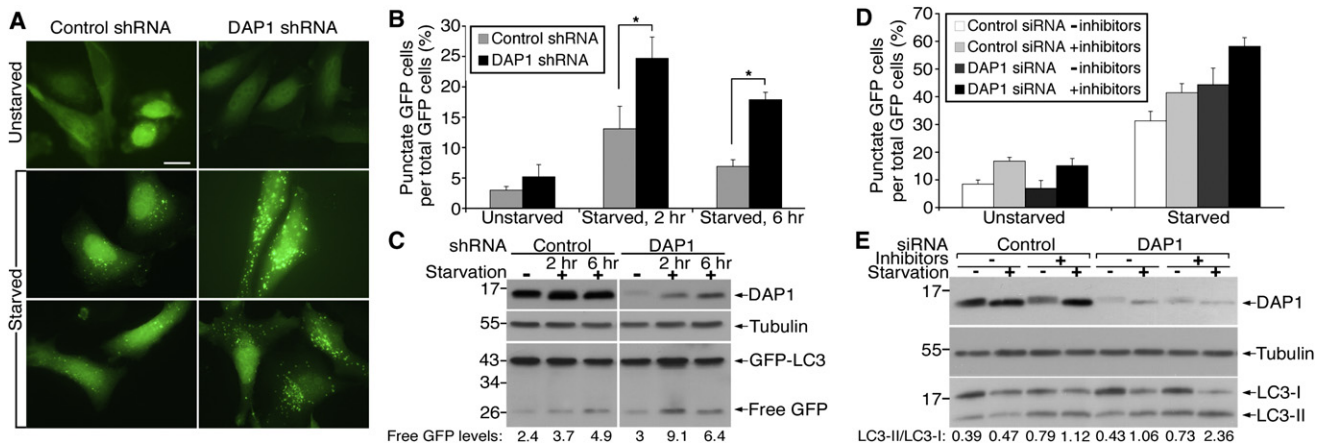 A
Control shRNA DAP1 shRNA
Unstarved
Starved
B
Punctate GFP cells
per total GFP cells (%)
30
25
20
15
10
5
0
Control shRNA
DAP1 shRNA
*
*
Unstarved Starved, 2 hr Starved, 6 hr
C
shRNA Control DAP1
2 hr 6 hr 2 hr 6 hr
Starvation - + + - + +
17 DAP1
55 Tubulin
43 GFP-LC3
34
26 Free GFP
Free GFP levels: 2.4 3.7 4.9 3 9.1 6.4
D
Punctate GFP cells
per total GFP cells (%)
70
60
50
40
30
20
10
0
Control siRNA -inhibitors
Control siRNA +inhibitors
DAP1 siRNA -inhibitors
DAP1 siRNA +inhibitors
Unstarved Starved
E
siRNA Control DAP1
Inhibitors - + - +
Starvation - + - + - + - +
17 DAP1
55 Tubulin
LC3-I
17
LC3-II
LC3-II/LC3-I: 0.39 0.47 0.79 1.12 0.43 1.06 0.73 2.36